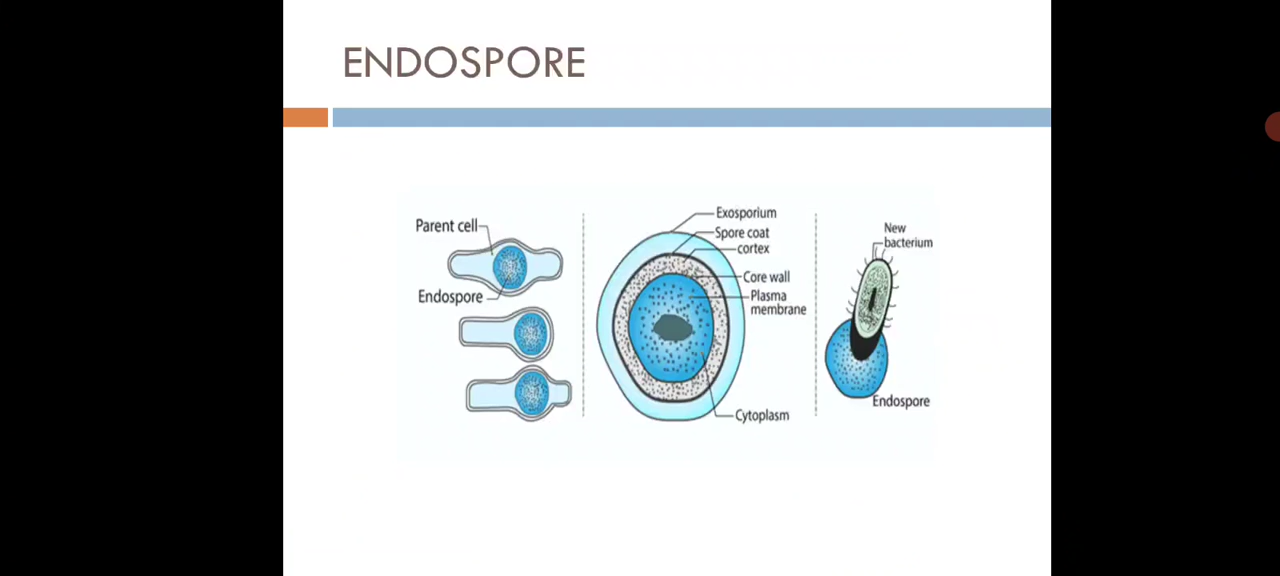 ENDOSPORE
Parent cell
Endospore
Exosporium
Spore coat
cortex
Core wall
Plasma
membrane
Cytoplasm
New
bacterium
Endospore